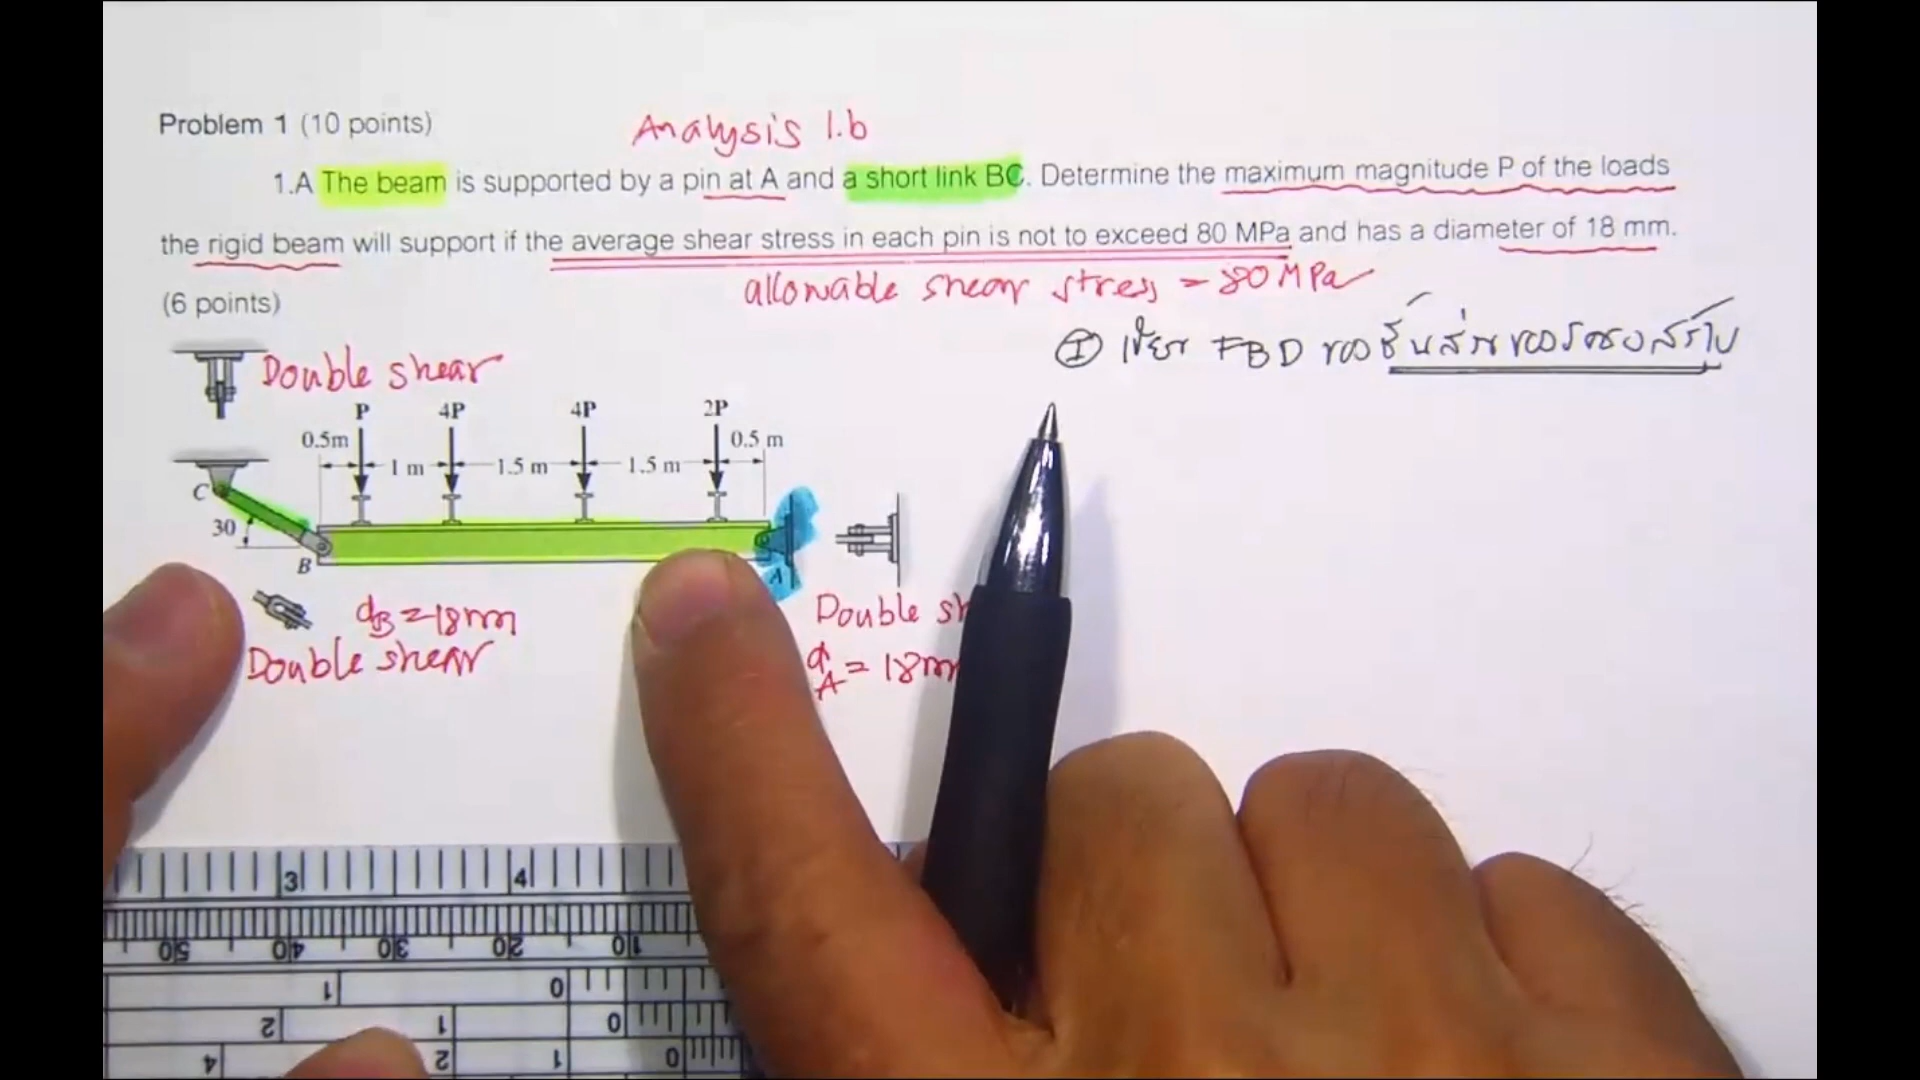 Problem 1 (10 points)
Analysis 1.b
1.A The beam is supported by a pin at A and a short link BC. Determine the maximum magnitude P of the loads
the rigid beam will support if the average shear stress in each pin is not to exceed 80 MPa and has a diameter of 18 mm.
allowable shear stress = 80 MPa
(6 points)
① เขียน FBD ของชิ้นส่วนของโครงสร้าง
Double shear
P 4P 4P 2P
0.5m 0.5 m
1 m 1.5 m 1.5 m
C
30
B
A
d_B = 18mm
Double sh
Double shear
d_A = 18m
3 4
50 40 30 20 10
1 0
2 1 0
4 2 1 0